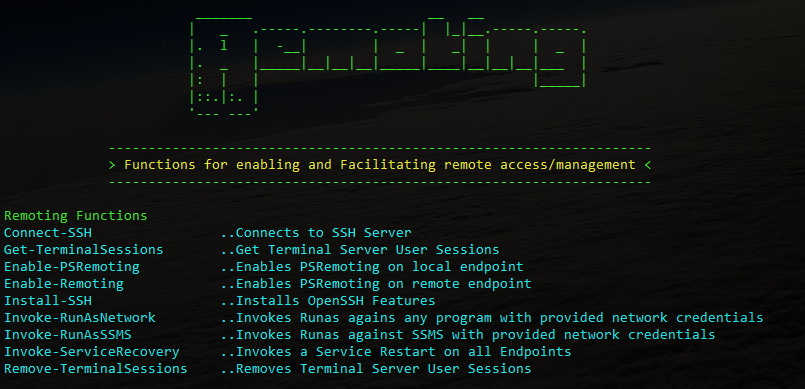 Remoting
> Functions for enabling and Facilitating remote access/management <
Remoting Functions
Connect-SSH ..Connects to SSH Server
Get-TerminalSessions ..Get Terminal Server User Sessions
Enable-PSRemoting ..Enables PSRemoting on local endpoint
Enable-Remoting ..Enables PSRemoting on remote endpoint
Install-SSH ..Installs OpenSSH Features
Invoke-RunAsNetwork ..Invokes Runas agains any program with provided network credentials
Invoke-RunAsSSMS ..Invokes Runas against SSMS with provided network credentials
Invoke-ServiceRecovery ..Invokes a Service Restart on all Endpoints
Remove-TerminalSessions ..Removes Terminal Server User Sessions